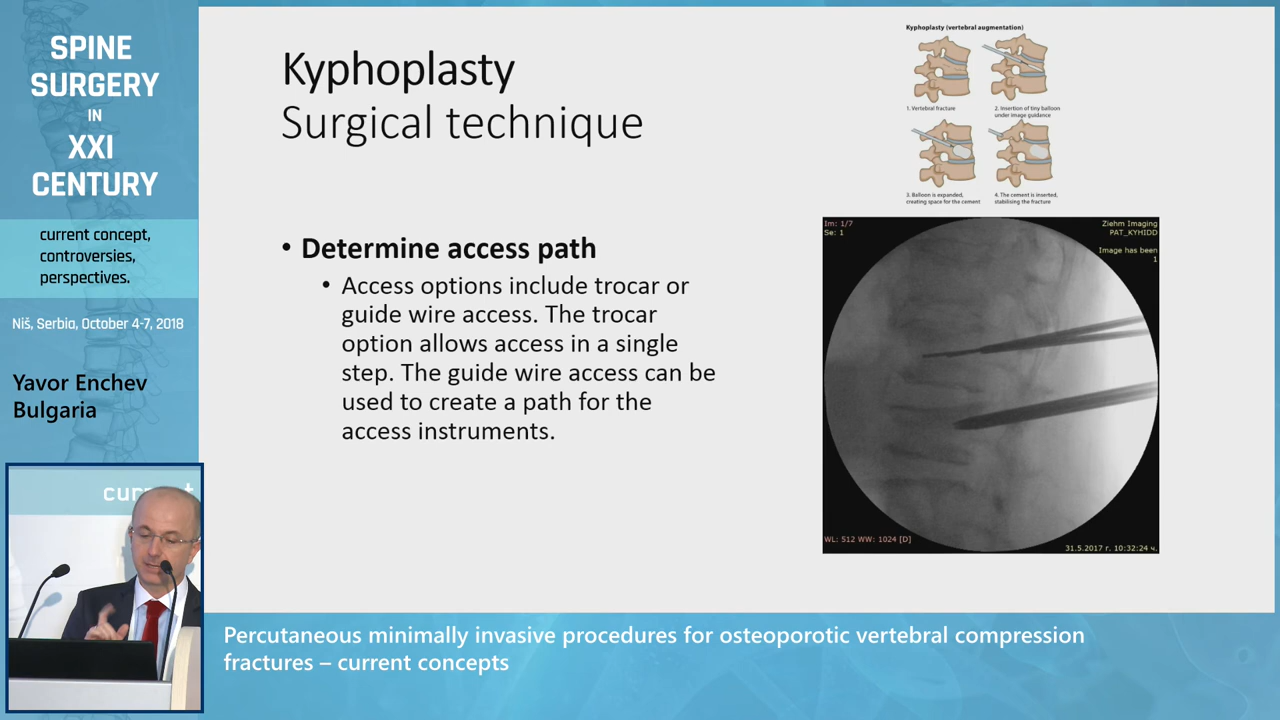 SPINE
SURGERY
IN
XXI
CENTURY
current concept,
controversies,
perspectives.
Niš, Serbia, October 4-7, 2018
Yavor Enchev
Bulgaria
Kyphoplasty
Surgical technique
• Determine access path
• Access options include trocar or
guide wire access. The trocar
option allows access in a single
step. The guide wire access can be
used to create a path for the
access instruments.
Kyphoplasty (vertebral augmentation)
1. Vertebral fracture
2. Insertion of tiny balloon
under image guidance
3. Balloon is expanded,
creating space for the cement
4. The cement is inserted,
stabilising the fracture
Im: 1/7
Se: 1
Ziehm Imaging
PAT_KYHIDD
Image has been
1
WL: 512 WW: 1024 [D]
31.5.2017 г. 10:32:24 ч.
Percutaneous minimally invasive procedures for osteoporotic vertebral compression
fractures – current concepts